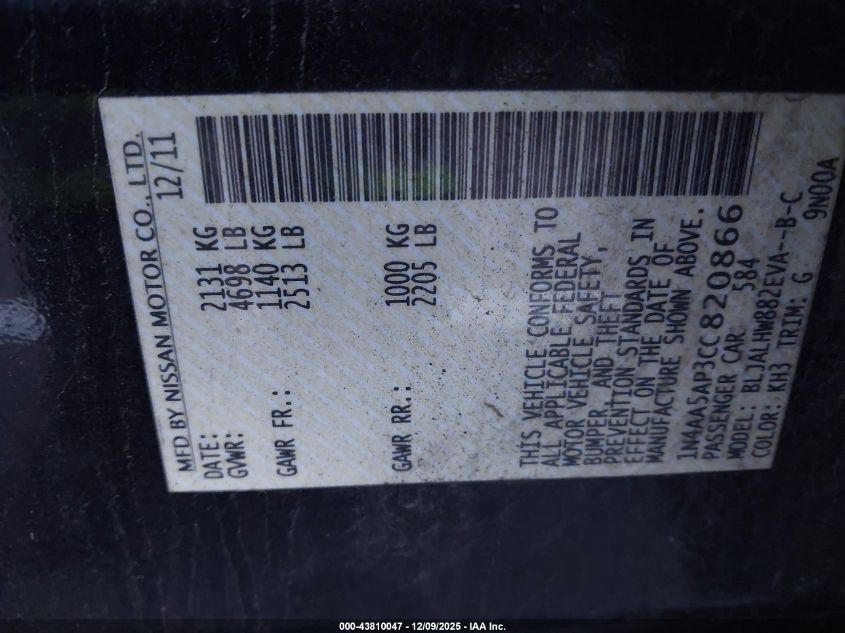 MFD BY NISSAN MOTOR CO., LTD.
DATE: 12/11
GVWR: 2131 KG
4698 LB
GAWR FR.: 1140 KG
2513 LB
GAWR RR.: 1000 KG
2205 LB
THIS VEHICLE CONFORMS TO
ALL APPLICABLE FEDERAL
MOTOR VEHICLE SAFETY,
BUMPER, AND THEFT
PREVENTION STANDARDS IN
EFFECT ON THE DATE OF
MANUFACTURE SHOWN ABOVE.
1N4AA5AP3CC820866
PASSENGER CAR 584
MODEL: BLJALHW882EVA--B-C
COLOR: KH3 TRIM: G 9N00A
000-43810047 - 12/09/2025 - IAA Inc.